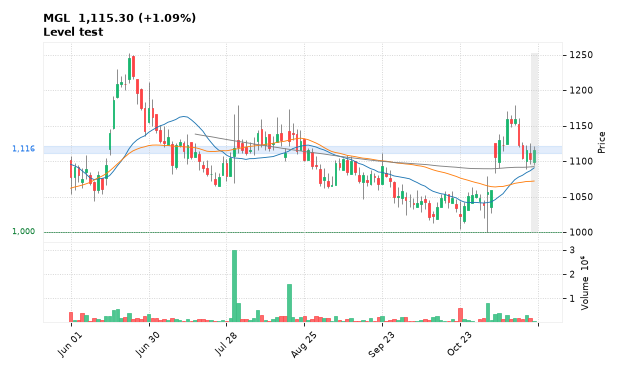 MGL 1,115.30 (+1.09%)
Level test
1250
1200
1150
1,116
1100
1050
1,000
1000
Price
3
2
1
Volume 10⁶
Jun 01
Jun 30
Jul 28
Aug 25
Sep 23
Oct 23